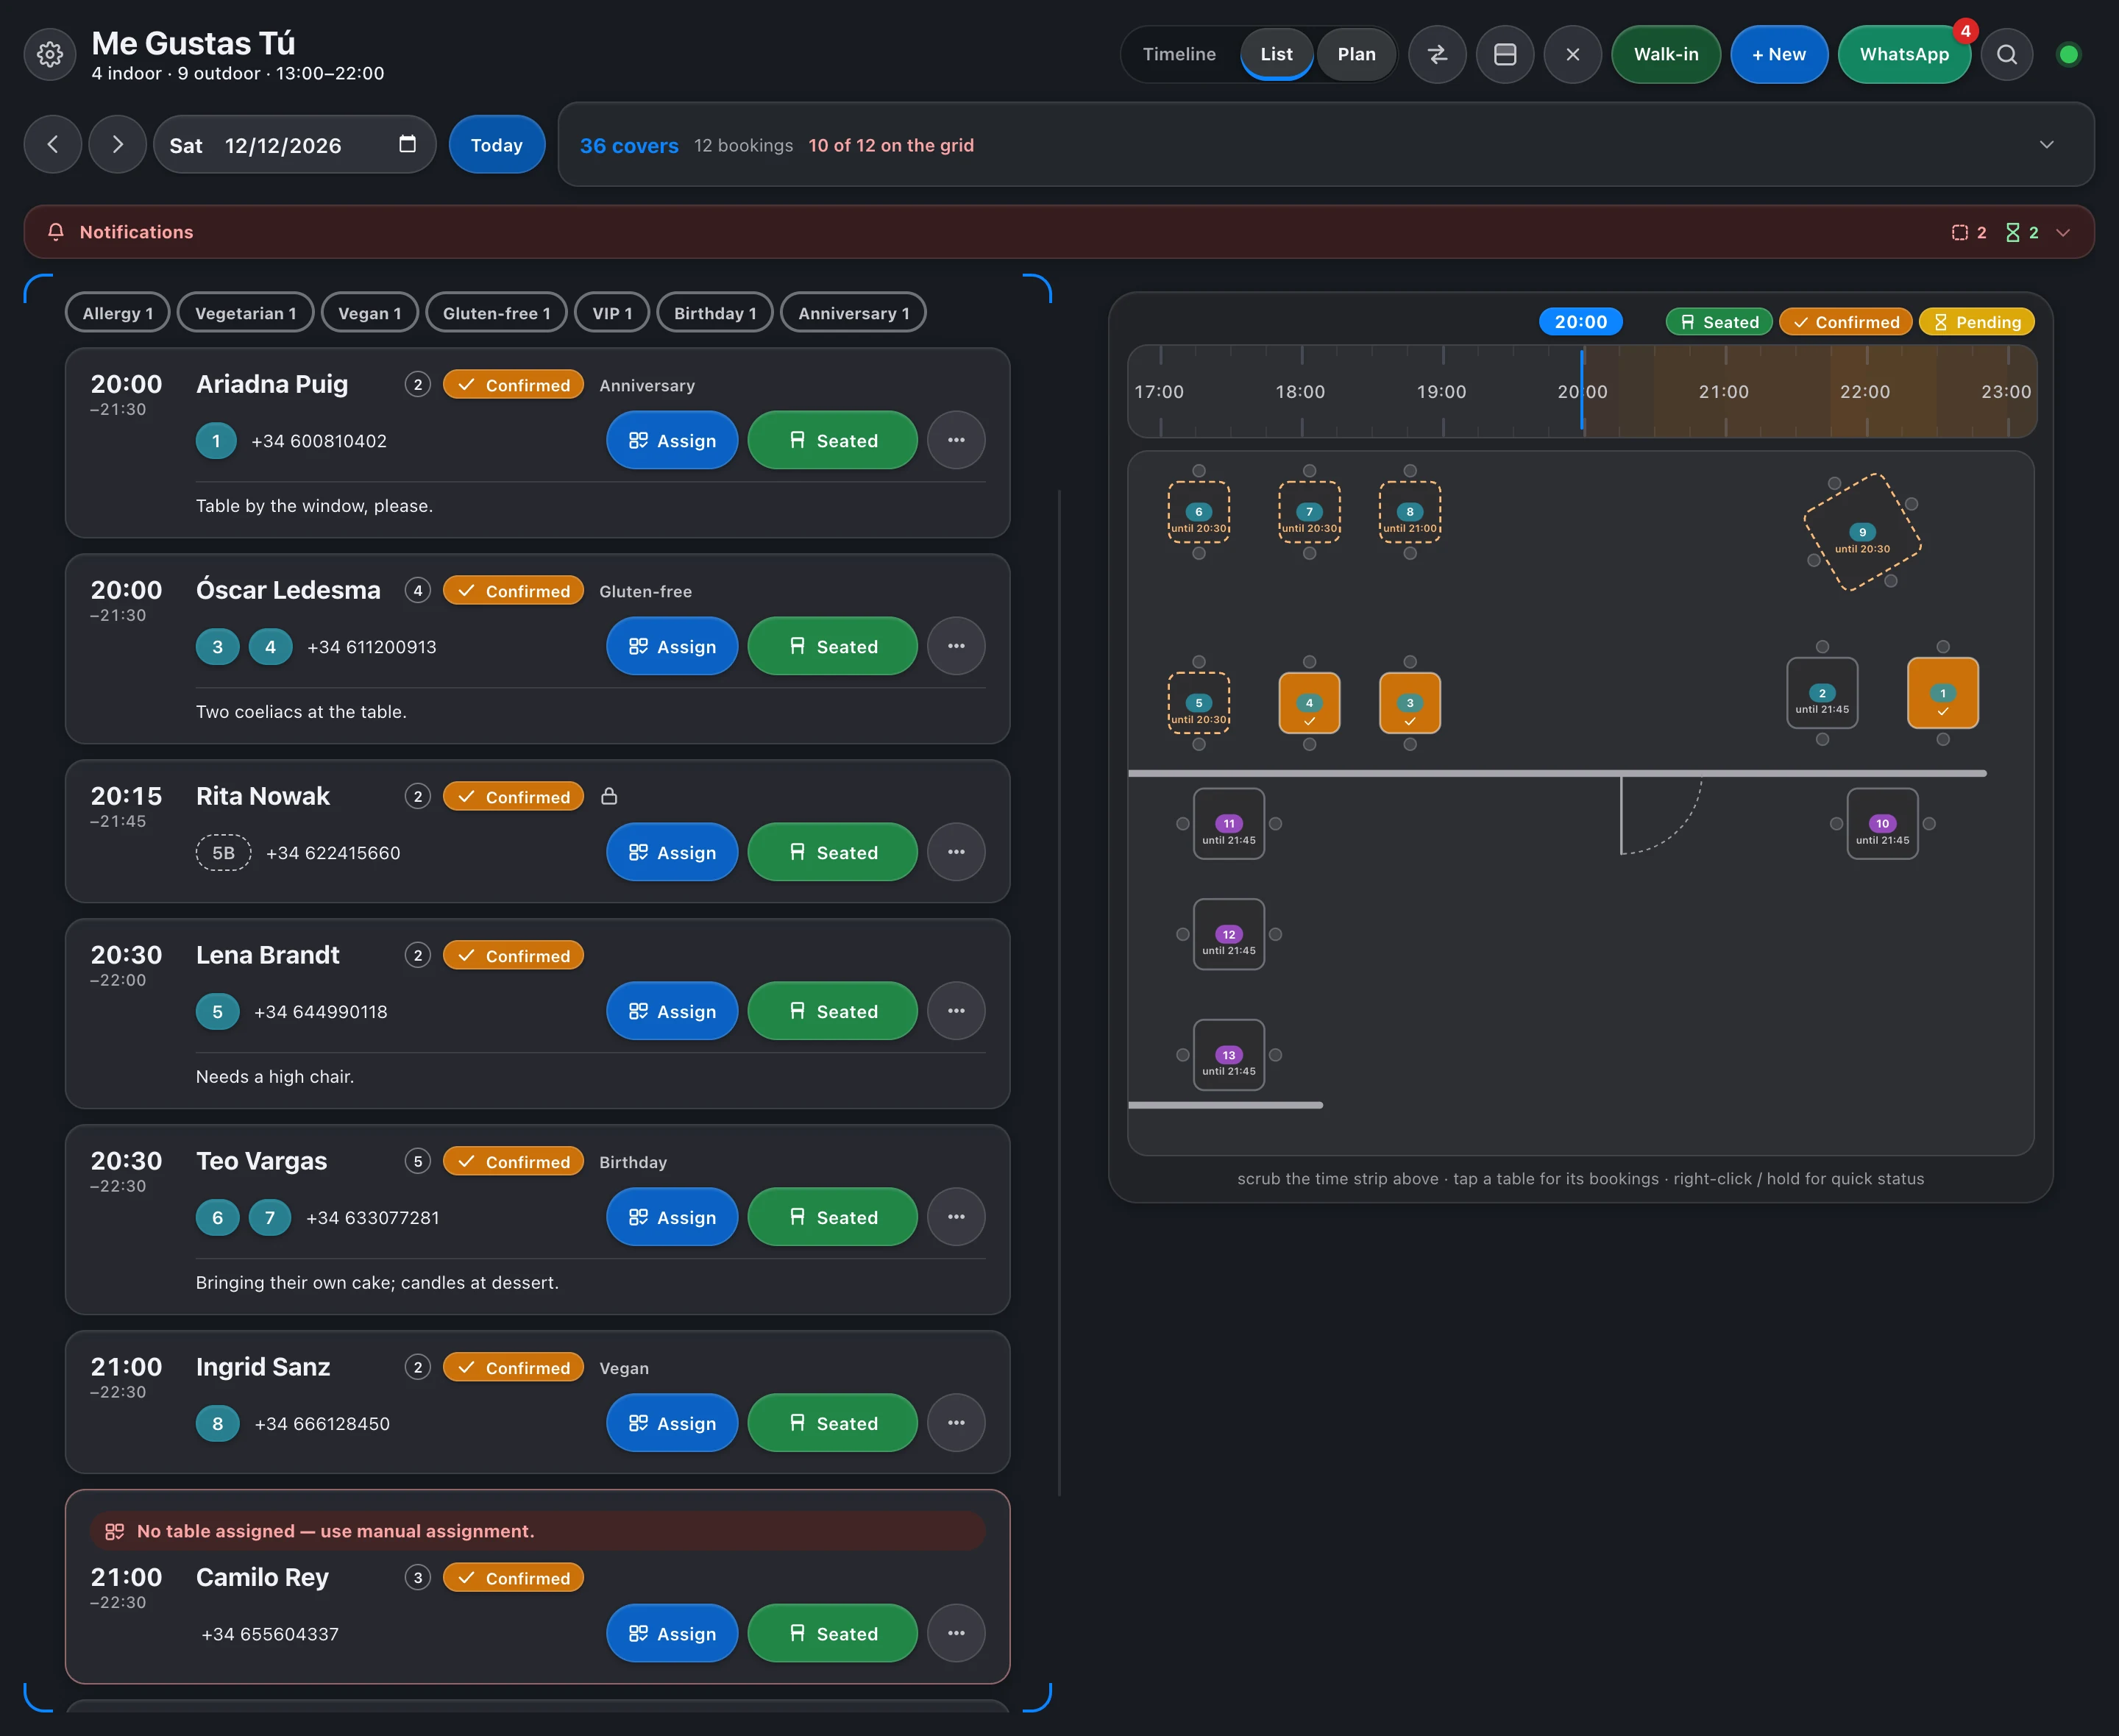 Me Gustas Tú
4 indoor · 9 outdoor · 13:00–22:00
Timeline
List
Plan
Walk-in
+ New
WhatsApp
4
Sat 12/12/2026
Today
36 covers 12 bookings 10 of 12 on the grid
Notifications
2
2
Allergy 1
Vegetarian 1
Vegan 1
Gluten-free 1
VIP 1
Birthday 1
Anniversary 1
20:00 Ariadna Puig 2 Confirmed Anniversary
–21:30
1 +34 600810402 Assign Seated
Table by the window, please.
20:00 Óscar Ledesma 4 Confirmed Gluten-free
–21:30
3 4 +34 611200913 Assign Seated
Two coeliacs at the table.
20:15 Rita Nowak 2 Confirmed
–21:45
5B +34 622415660 Assign Seated
20:30 Lena Brandt 2 Confirmed
–22:00
5 +34 644990118 Assign Seated
Needs a high chair.
20:30 Teo Vargas 5 Confirmed Birthday
–22:30
6 7 +34 633077281 Assign Seated
Bringing their own cake; candles at dessert.
21:00 Ingrid Sanz 2 Confirmed Vegan
–22:30
8 +34 666128450 Assign Seated
No table assigned — use manual assignment.
21:00 Camilo Rey 3 Confirmed
–22:30
+34 655604337 Assign Seated
20:00 Seated Confirmed Pending
17:00 18:00 19:00 20:00 21:00 22:00 23:00
6
until 20:30
7
until 20:30
8
until 21:00
9
until 20:30
5
until 20:30
4
3
2
until 21:45
1
11
until 21:45
10
until 21:45
12
until 21:45
13
until 21:45
scrub the time strip above · tap a table for its bookings · right-click / hold for quick status